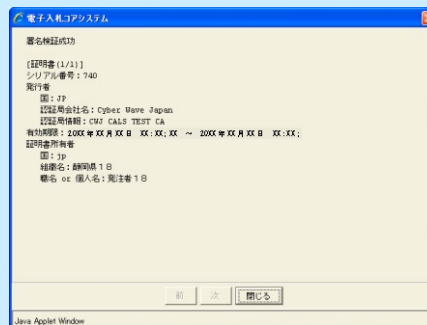 電子入札コアシステム
署名検証成功
[証明書(1/1)]
シリアル番号：740
発行者
国：JP
認証局会社名：Cyber Wave Japan
認証局情報：CWJ CALS TEST CA
有効期限：20XX年XX月XX日 XX:XX:XX ～ 20XX年XX月XX日 XX:XX;
証明書所有者
国：jp
組織名：静岡県１８
職名 or 個人名：発注者１８
前 次 閉じる
Java Applet Window